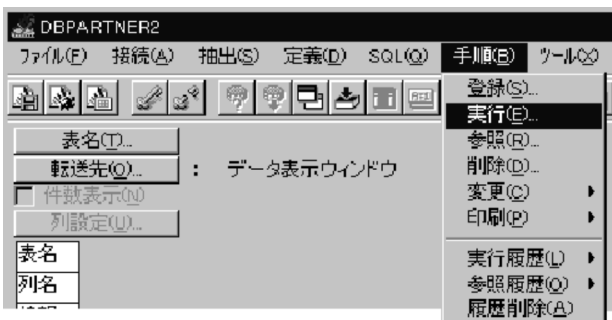 DBPARTNER2
ファイル(F) 接続(A) 抽出(S) 定義(D) SQL(Q) 手順(B) ツール(X)
登録(S)...
実行(E)...
参照(R)...
削除(D)...
変更(C)
印刷(P)
実行履歴(L)
参照履歴(O)
履歴削除(A)
表名(T)...
転送先(O)... : データ表示ウィンドウ
件数表示(N)
列設定(U)...
表名
列名